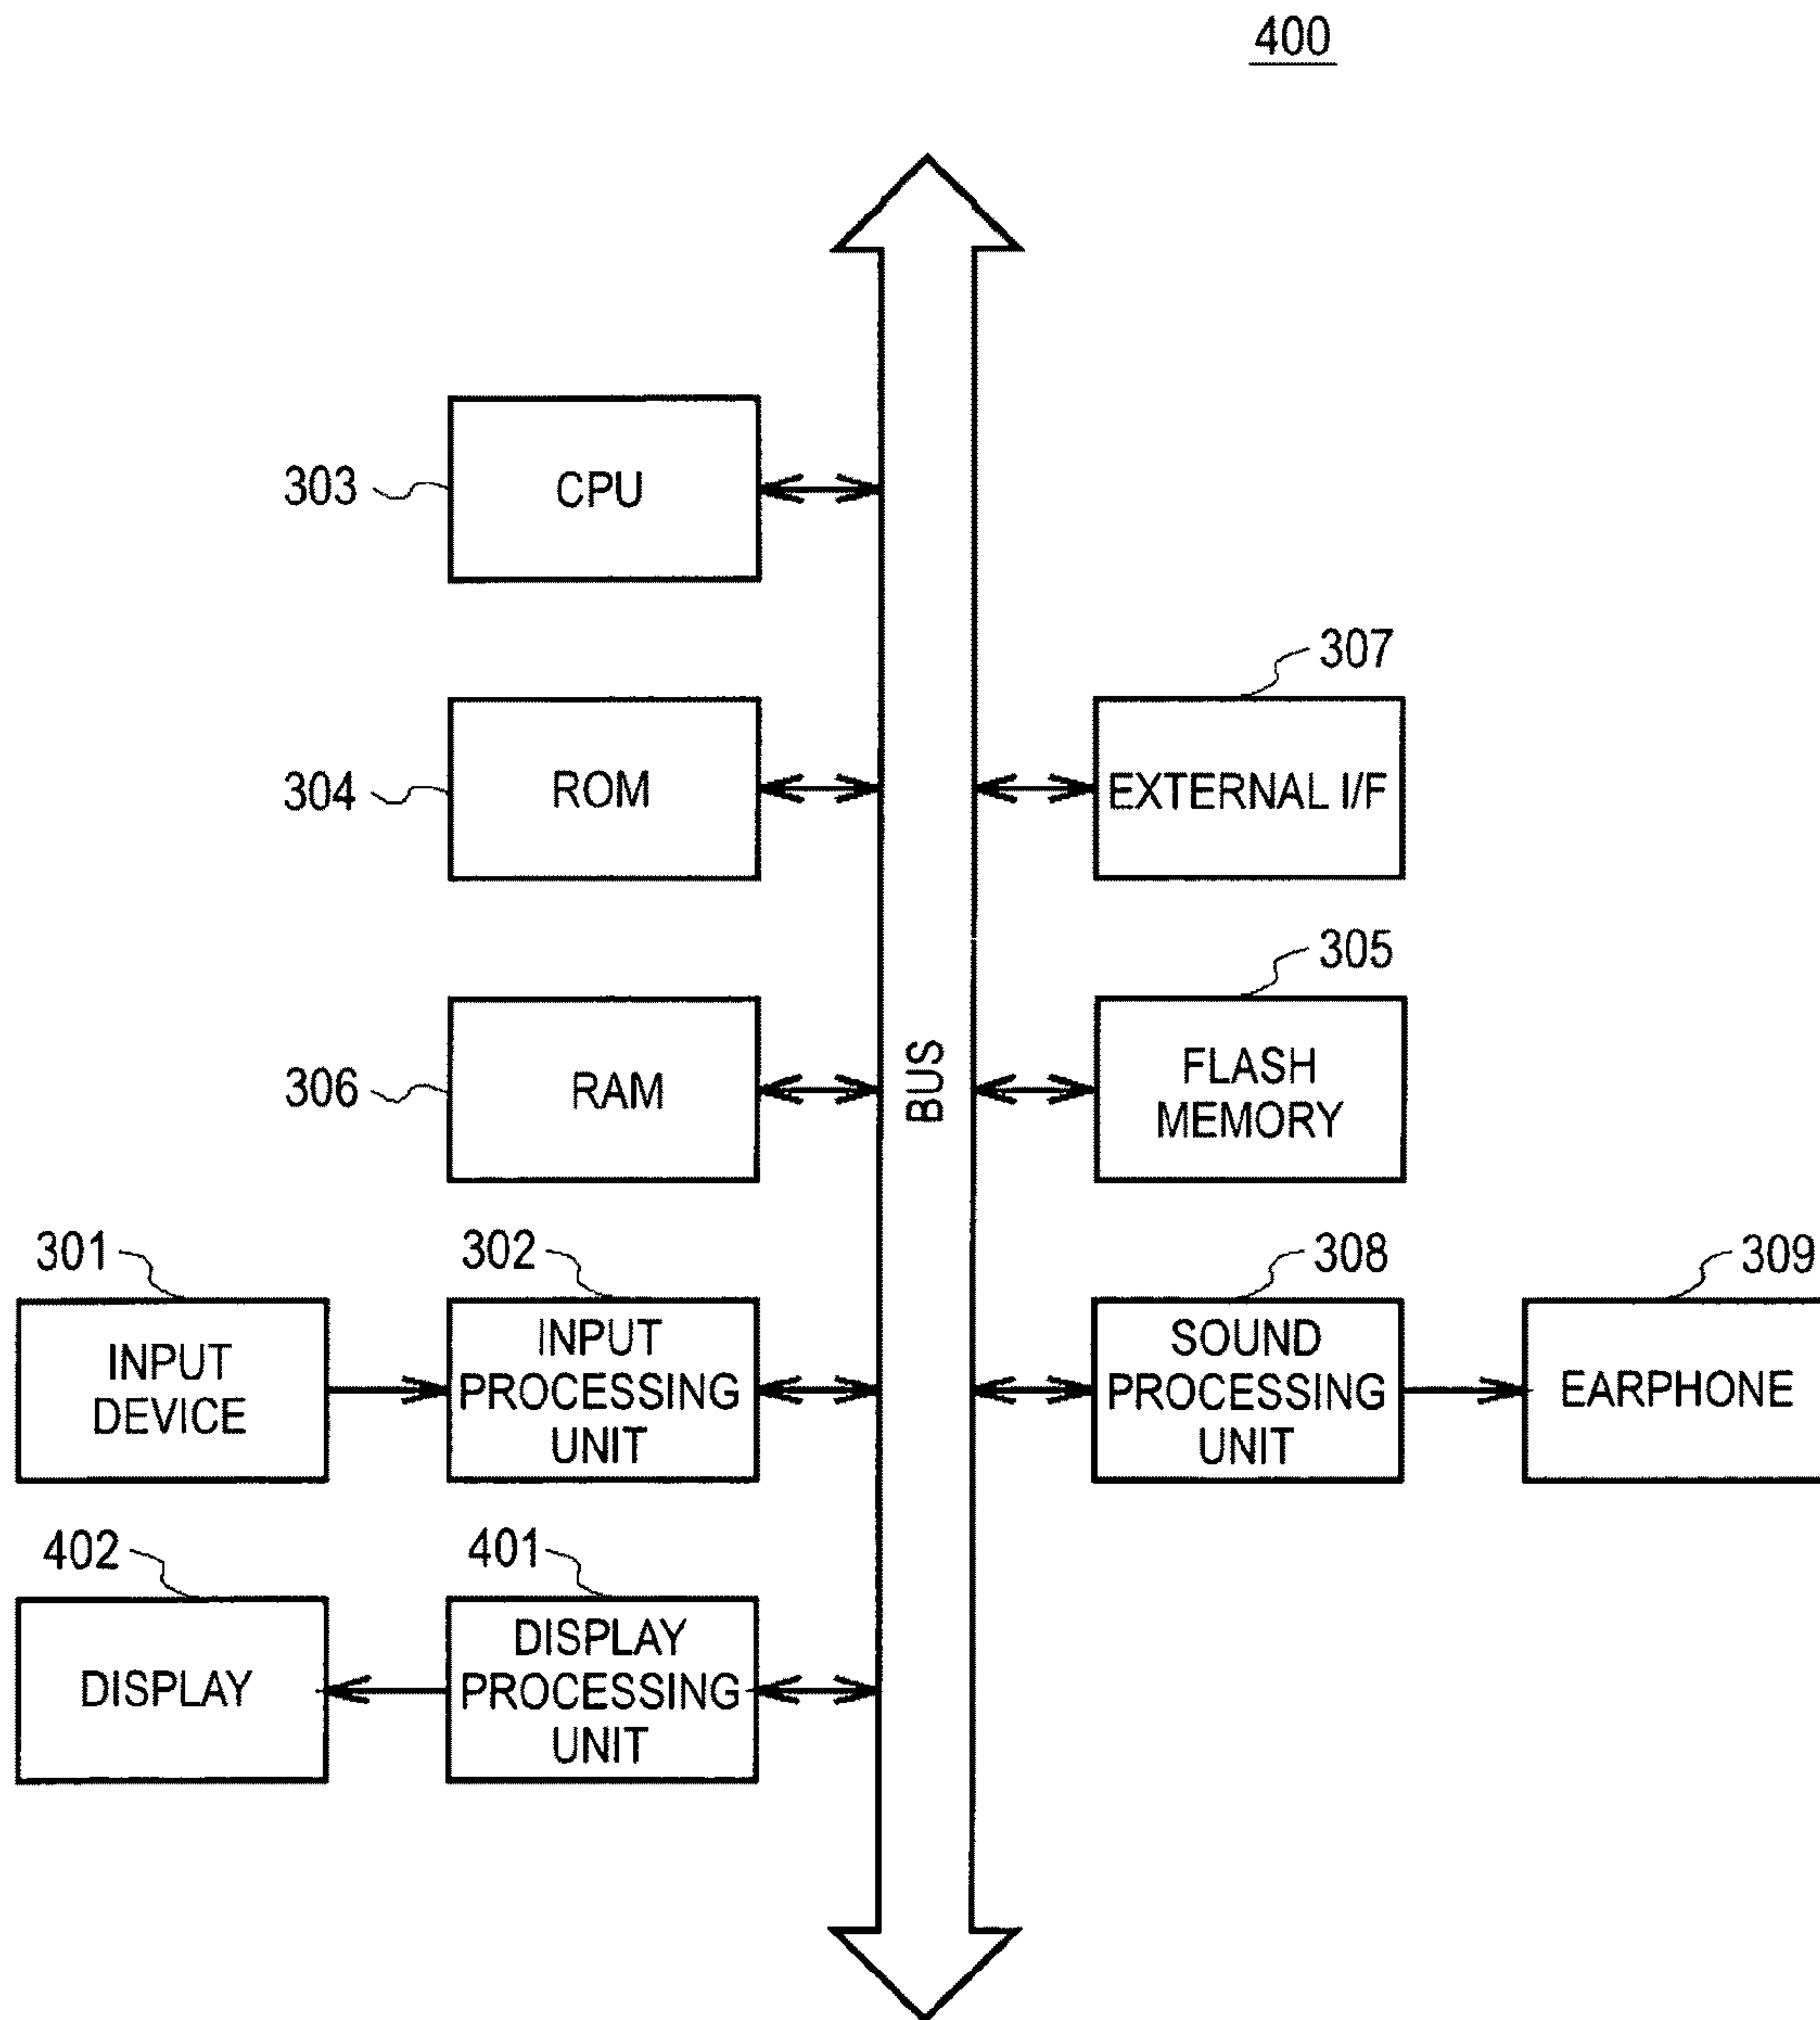 400
303
CPU
307
304
ROM
EXTERNAL I/F
305
306
RAM
BUS
FLASH
MEMORY
301
302
308
309
INPUT
DEVICE
INPUT
PROCESSING
UNIT
SOUND
PROCESSING
UNIT
EARPHONE
402
401
DISPLAY
DISPLAY
PROCESSING
UNIT